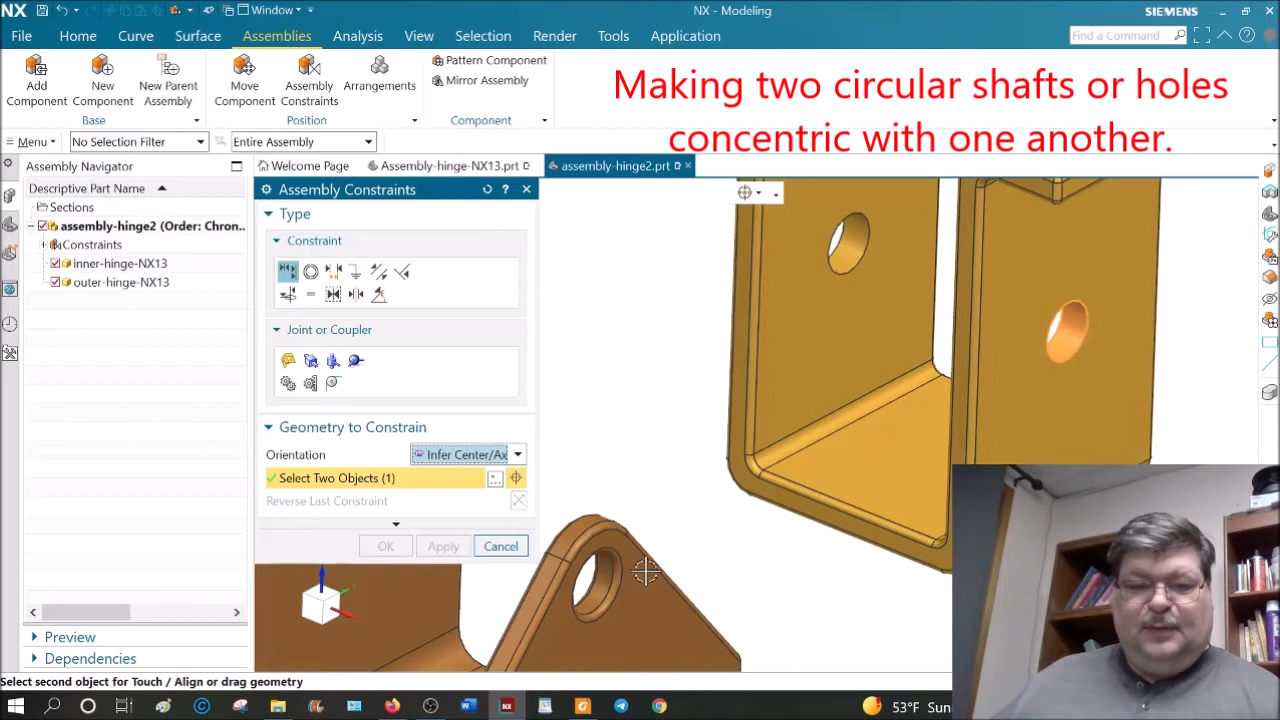 NX
Window
NX - Modeling
SIEMENS
File
Home
Curve
Surface
Assemblies
Analysis
View
Selection
Render
Tools
Application
Find a Command
Add
Component
New
Component
New Parent
Assembly
Move
Component
Assembly
Constraints
Arrangements
Pattern Component
Mirror Assembly
Base
Position
Component
Making two circular shafts or holes
concentric with one another.
Menu
No Selection Filter
Entire Assembly
Assembly Navigator
Welcome Page
Assembly-hinge-NX13.prt
assembly-hinge2.prt
Descriptive Part Name
Sections
assembly-hinge2 (Order: Chron..
Constraints
inner-hinge-NX13
outer-hinge-NX13
Assembly Constraints
Type
Constraint
Joint or Coupler
Geometry to Constrain
Orientation
Infer Center/Ax
Select Two Objects (1)
Reverse Last Constraint
OK
Apply
Cancel
Preview
Dependencies
Select second object for Touch / Align or drag geometry
53°F Sun